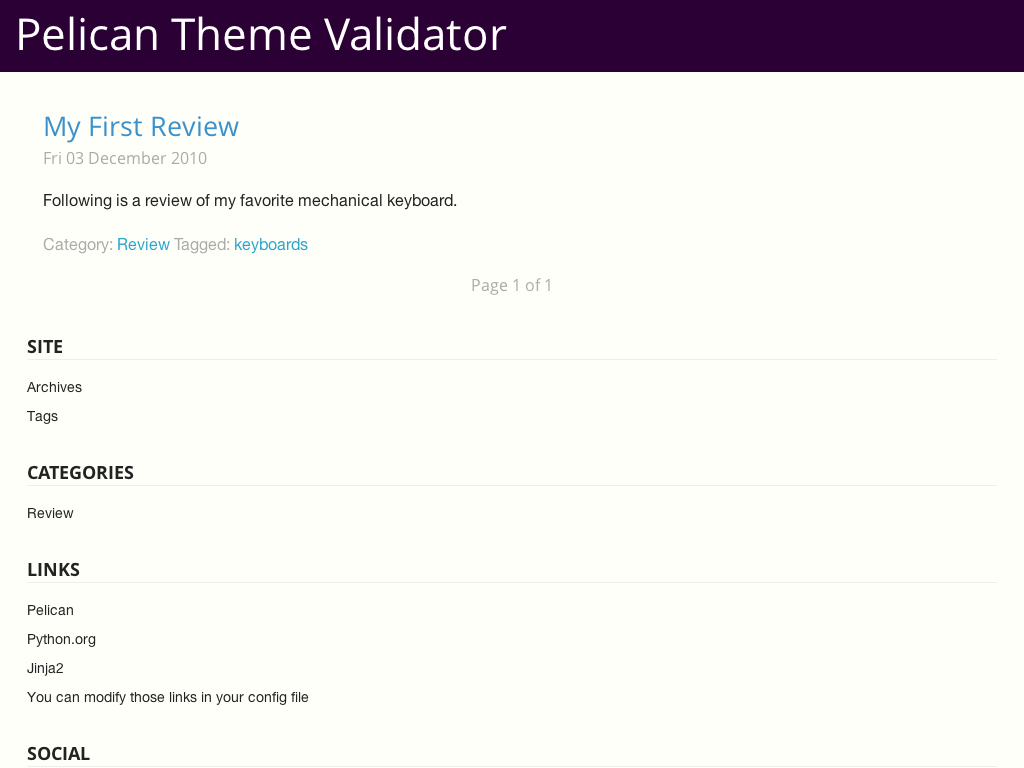 Pelican Theme Validator
My First Review
Fri 03 December 2010
Following is a review of my favorite mechanical keyboard.
Category: Review Tagged: keyboards
Page 1 of 1
SITE
Archives
Tags
CATEGORIES
Review
LINKS
Pelican
Python.org
Jinja2
You can modify those links in your config file
SOCIAL